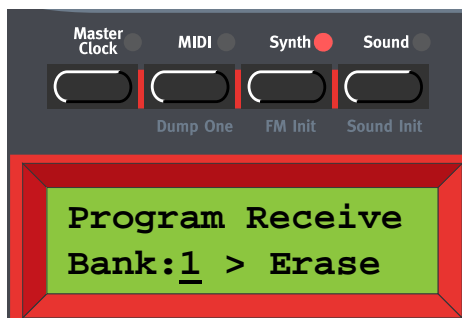 Master
Clock
MIDI
Synth
Sound
Dump One
FM Init
Sound Init
Program Receive
Bank:1 > Erase